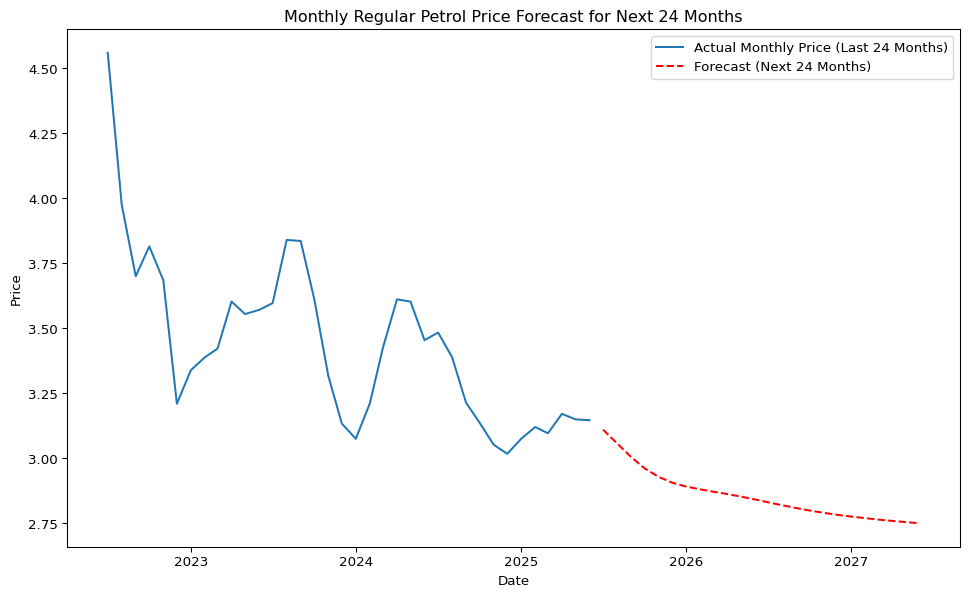 Monthly Regular Petrol Price Forecast for Next 24 Months
Actual Monthly Price (Last 24 Months)
Forecast (Next 24 Months)
4.50
4.25
4.00
3.75
3.50
3.25
3.00
2.75
Price
2023
2024
2025
2026
2027
Date